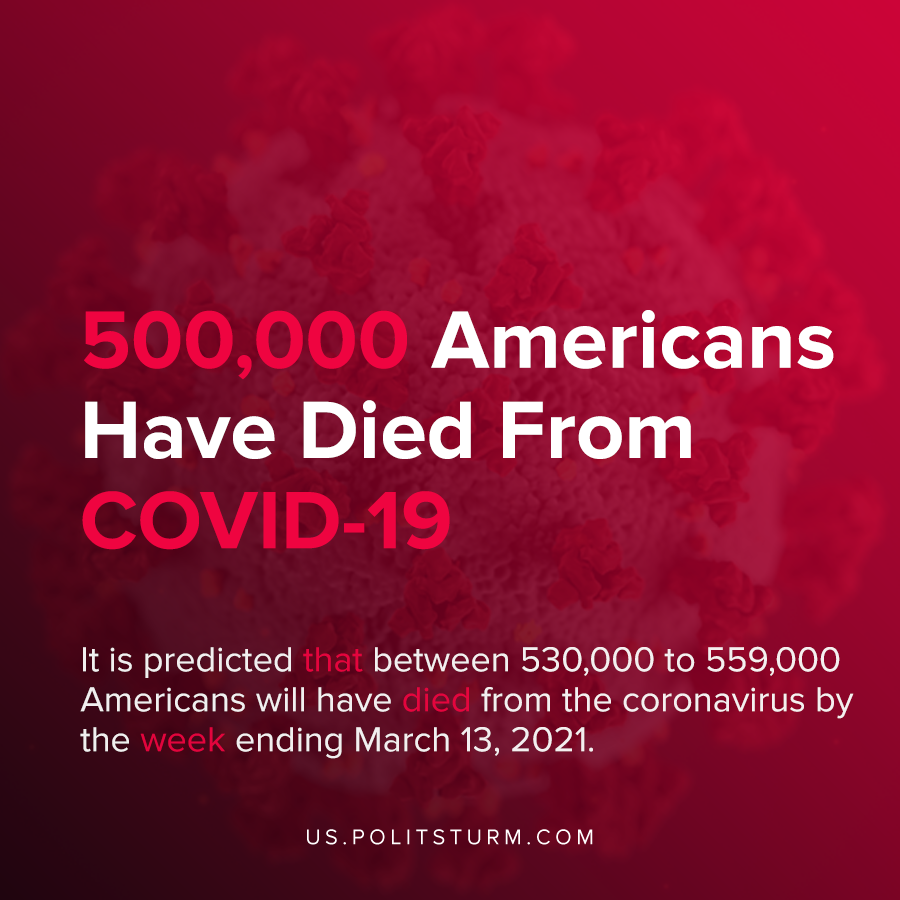 500,000 Americans
Have Died From
COVID-19
It is predicted that between 530,000 to 559,000
Americans will have died from the coronavirus by
the week ending March 13, 2021.
US.POLITSTURM.COM